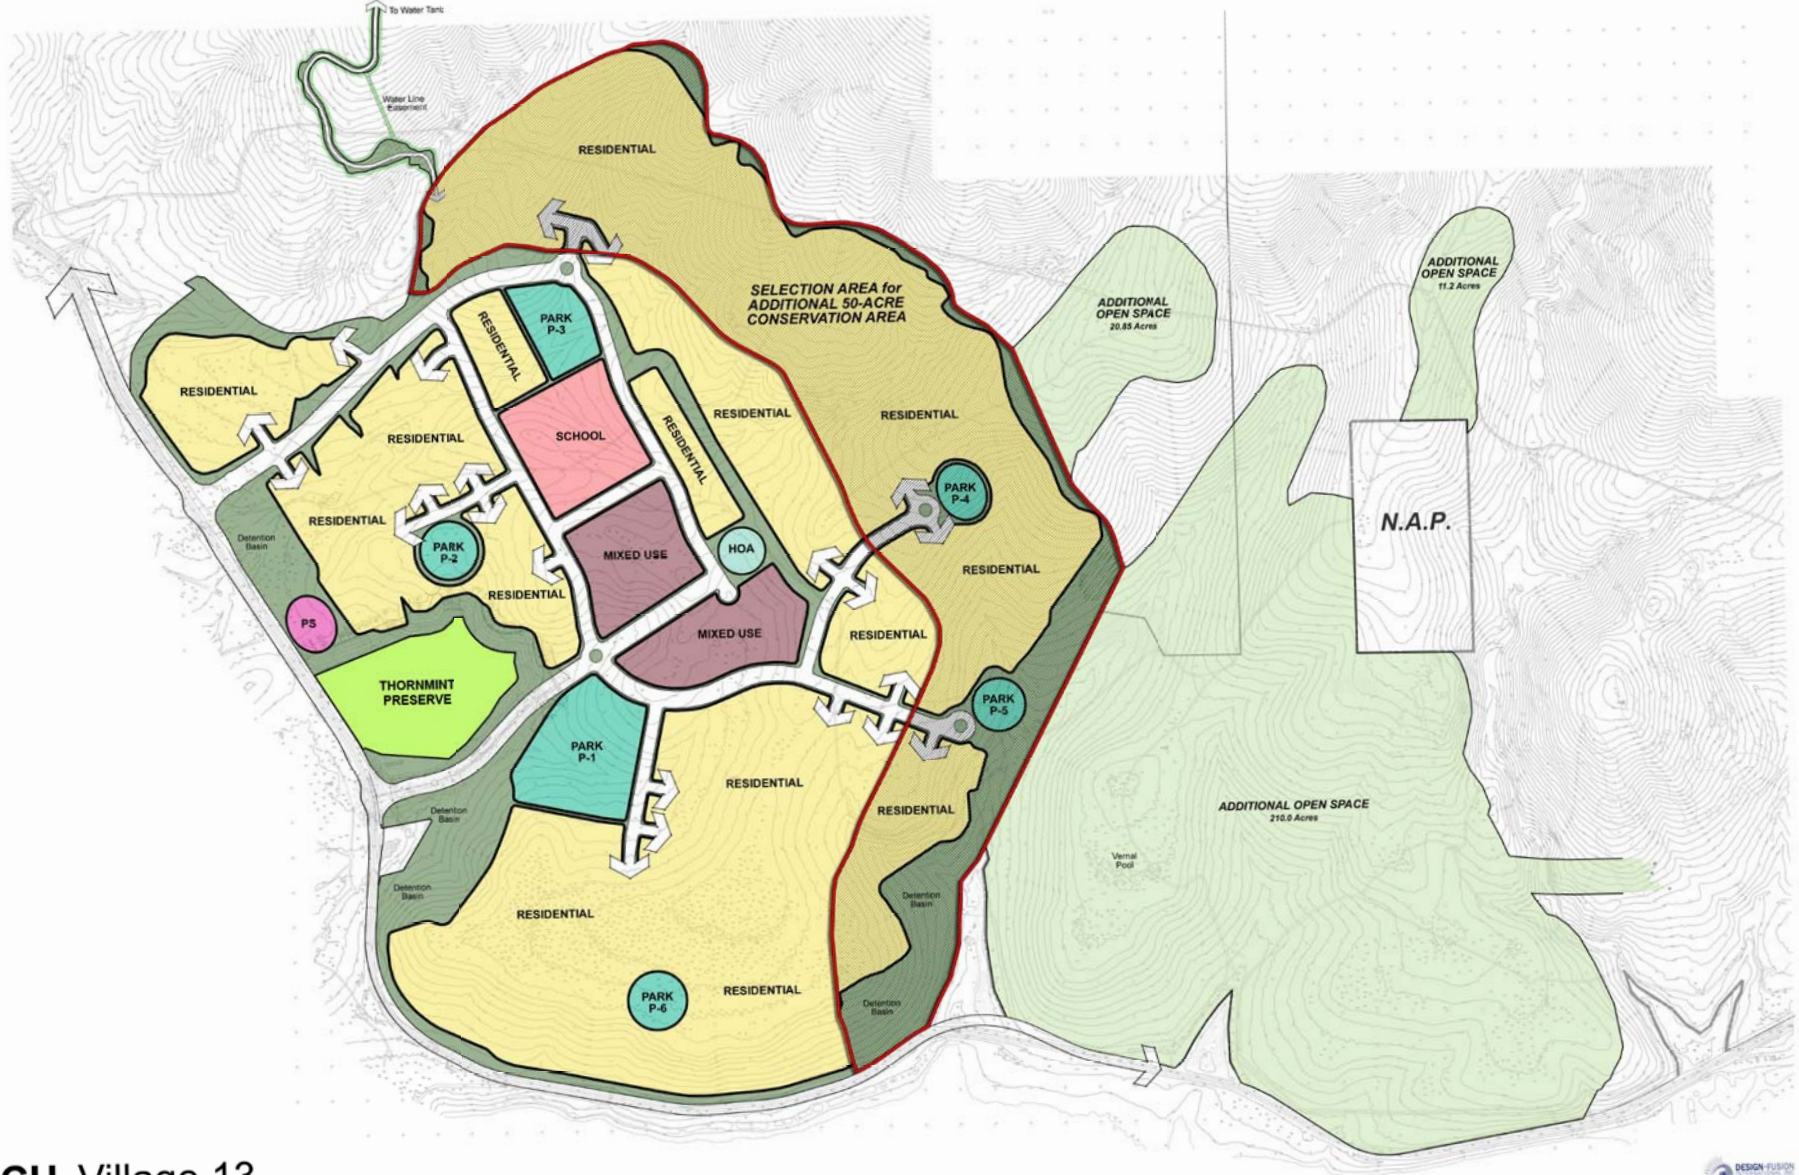 To Water Tank
Water Line
Easement
RESIDENTIAL
SELECTION AREA for
ADDITIONAL 50-ACRE
CONSERVATION AREA
ADDITIONAL
OPEN SPACE
20.85 Acres
ADDITIONAL
OPEN SPACE
11.2 Acres
RESIDENTIAL
PARK
P-3
RESIDENTIAL
RESIDENTIAL
SCHOOL
RESIDENTIAL
RESIDENTIAL
RESIDENTIAL
PARK
P-4
N.A.P.
RESIDENTIAL
Detention
Basin
PARK
P-2
MIXED USE
HOA
RESIDENTIAL
RESIDENTIAL
PS
MIXED USE
RESIDENTIAL
THORNMINT
PRESERVE
PARK
P-5
PARK
P-1
RESIDENTIAL
RESIDENTIAL
ADDITIONAL OPEN SPACE
210.0 Acres
Detention
Basin
Vernal
Pool
Detention
Basin
Detention
Basin
RESIDENTIAL
PARK
P-6
RESIDENTIAL
Detention
Basin
CH Village 13
DESIGN-FUSION